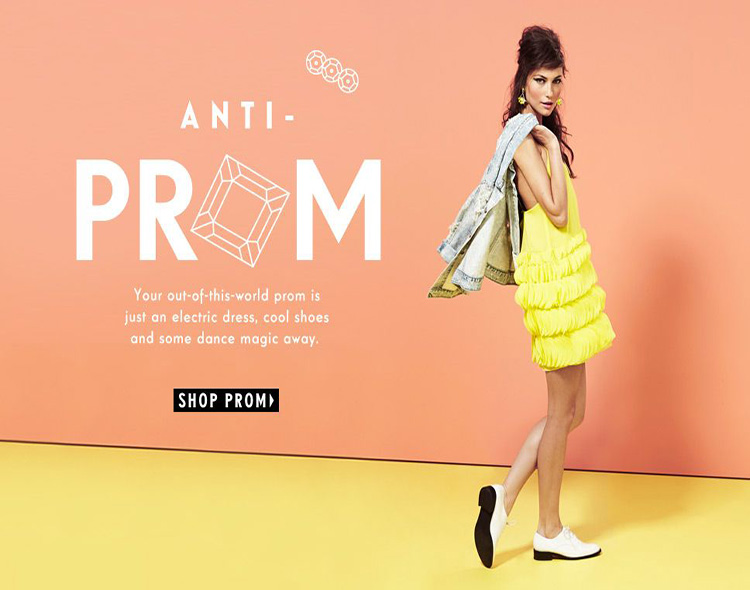 ANTI-
PROM
Your out-of-this-world prom is
just an electric dress, cool shoes
and some dance magic away.
SHOP PROM